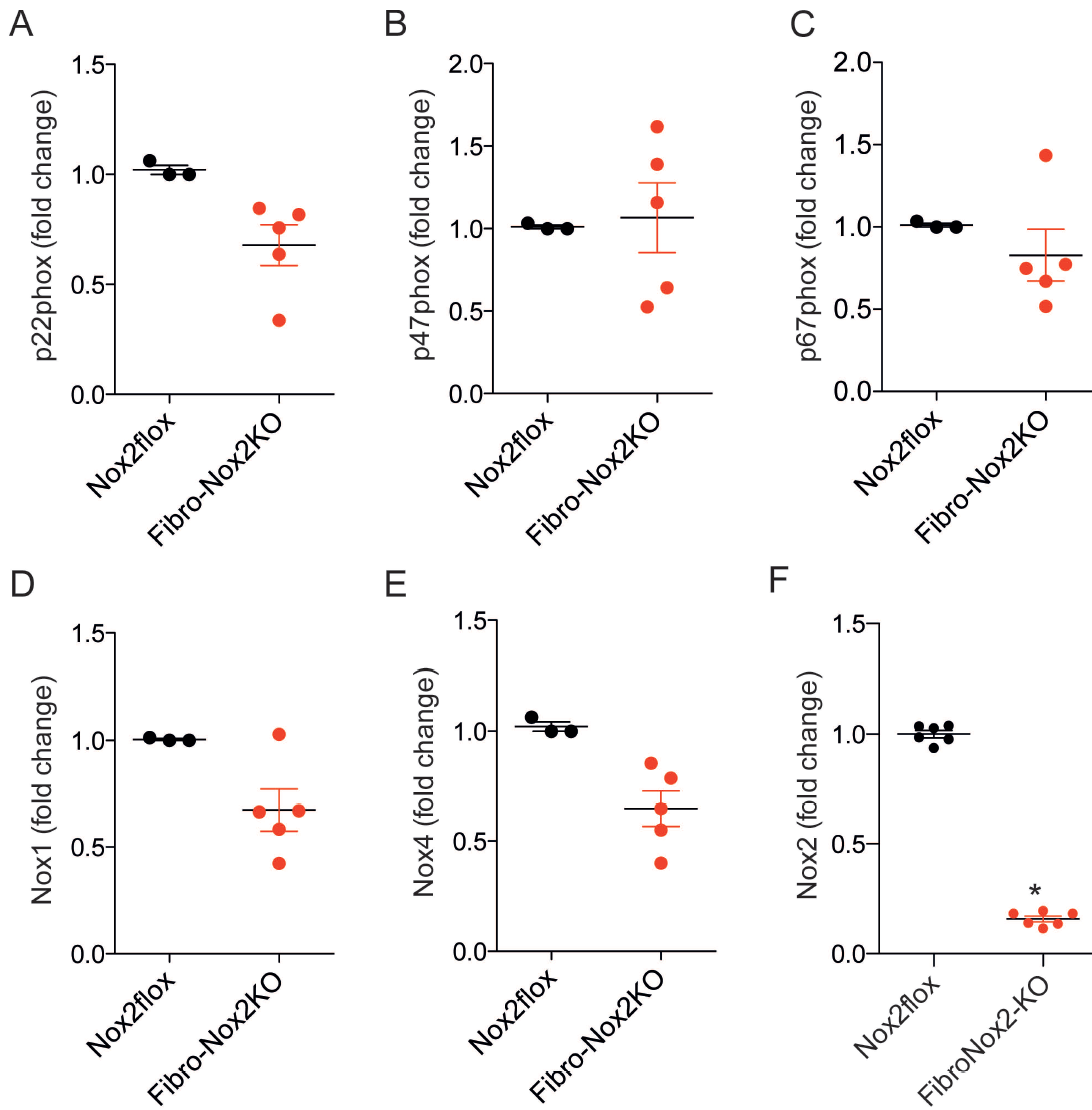 A
p22phox (fold change)
1.5
1.0
0.5
0.0
Nox2flox
Fibro-Nox2KO
B
p47phox (fold change)
2.0
1.5
1.0
0.5
0.0
Nox2flox
Fibro-Nox2KO
C
p67phox (fold change)
2.0
1.5
1.0
0.5
0.0
Nox2flox
Fibro-Nox2KO
D
Nox1 (fold change)
1.5
1.0
0.5
0.0
Nox2flox
Fibro-Nox2KO
E
Nox4 (fold change)
1.5
1.0
0.5
0.0
Nox2flox
Fibro-Nox2KO
F
Nox2 (fold change)
1.5
1.0
0.5
0.0
*
Nox2flox
FibroNox2-KO